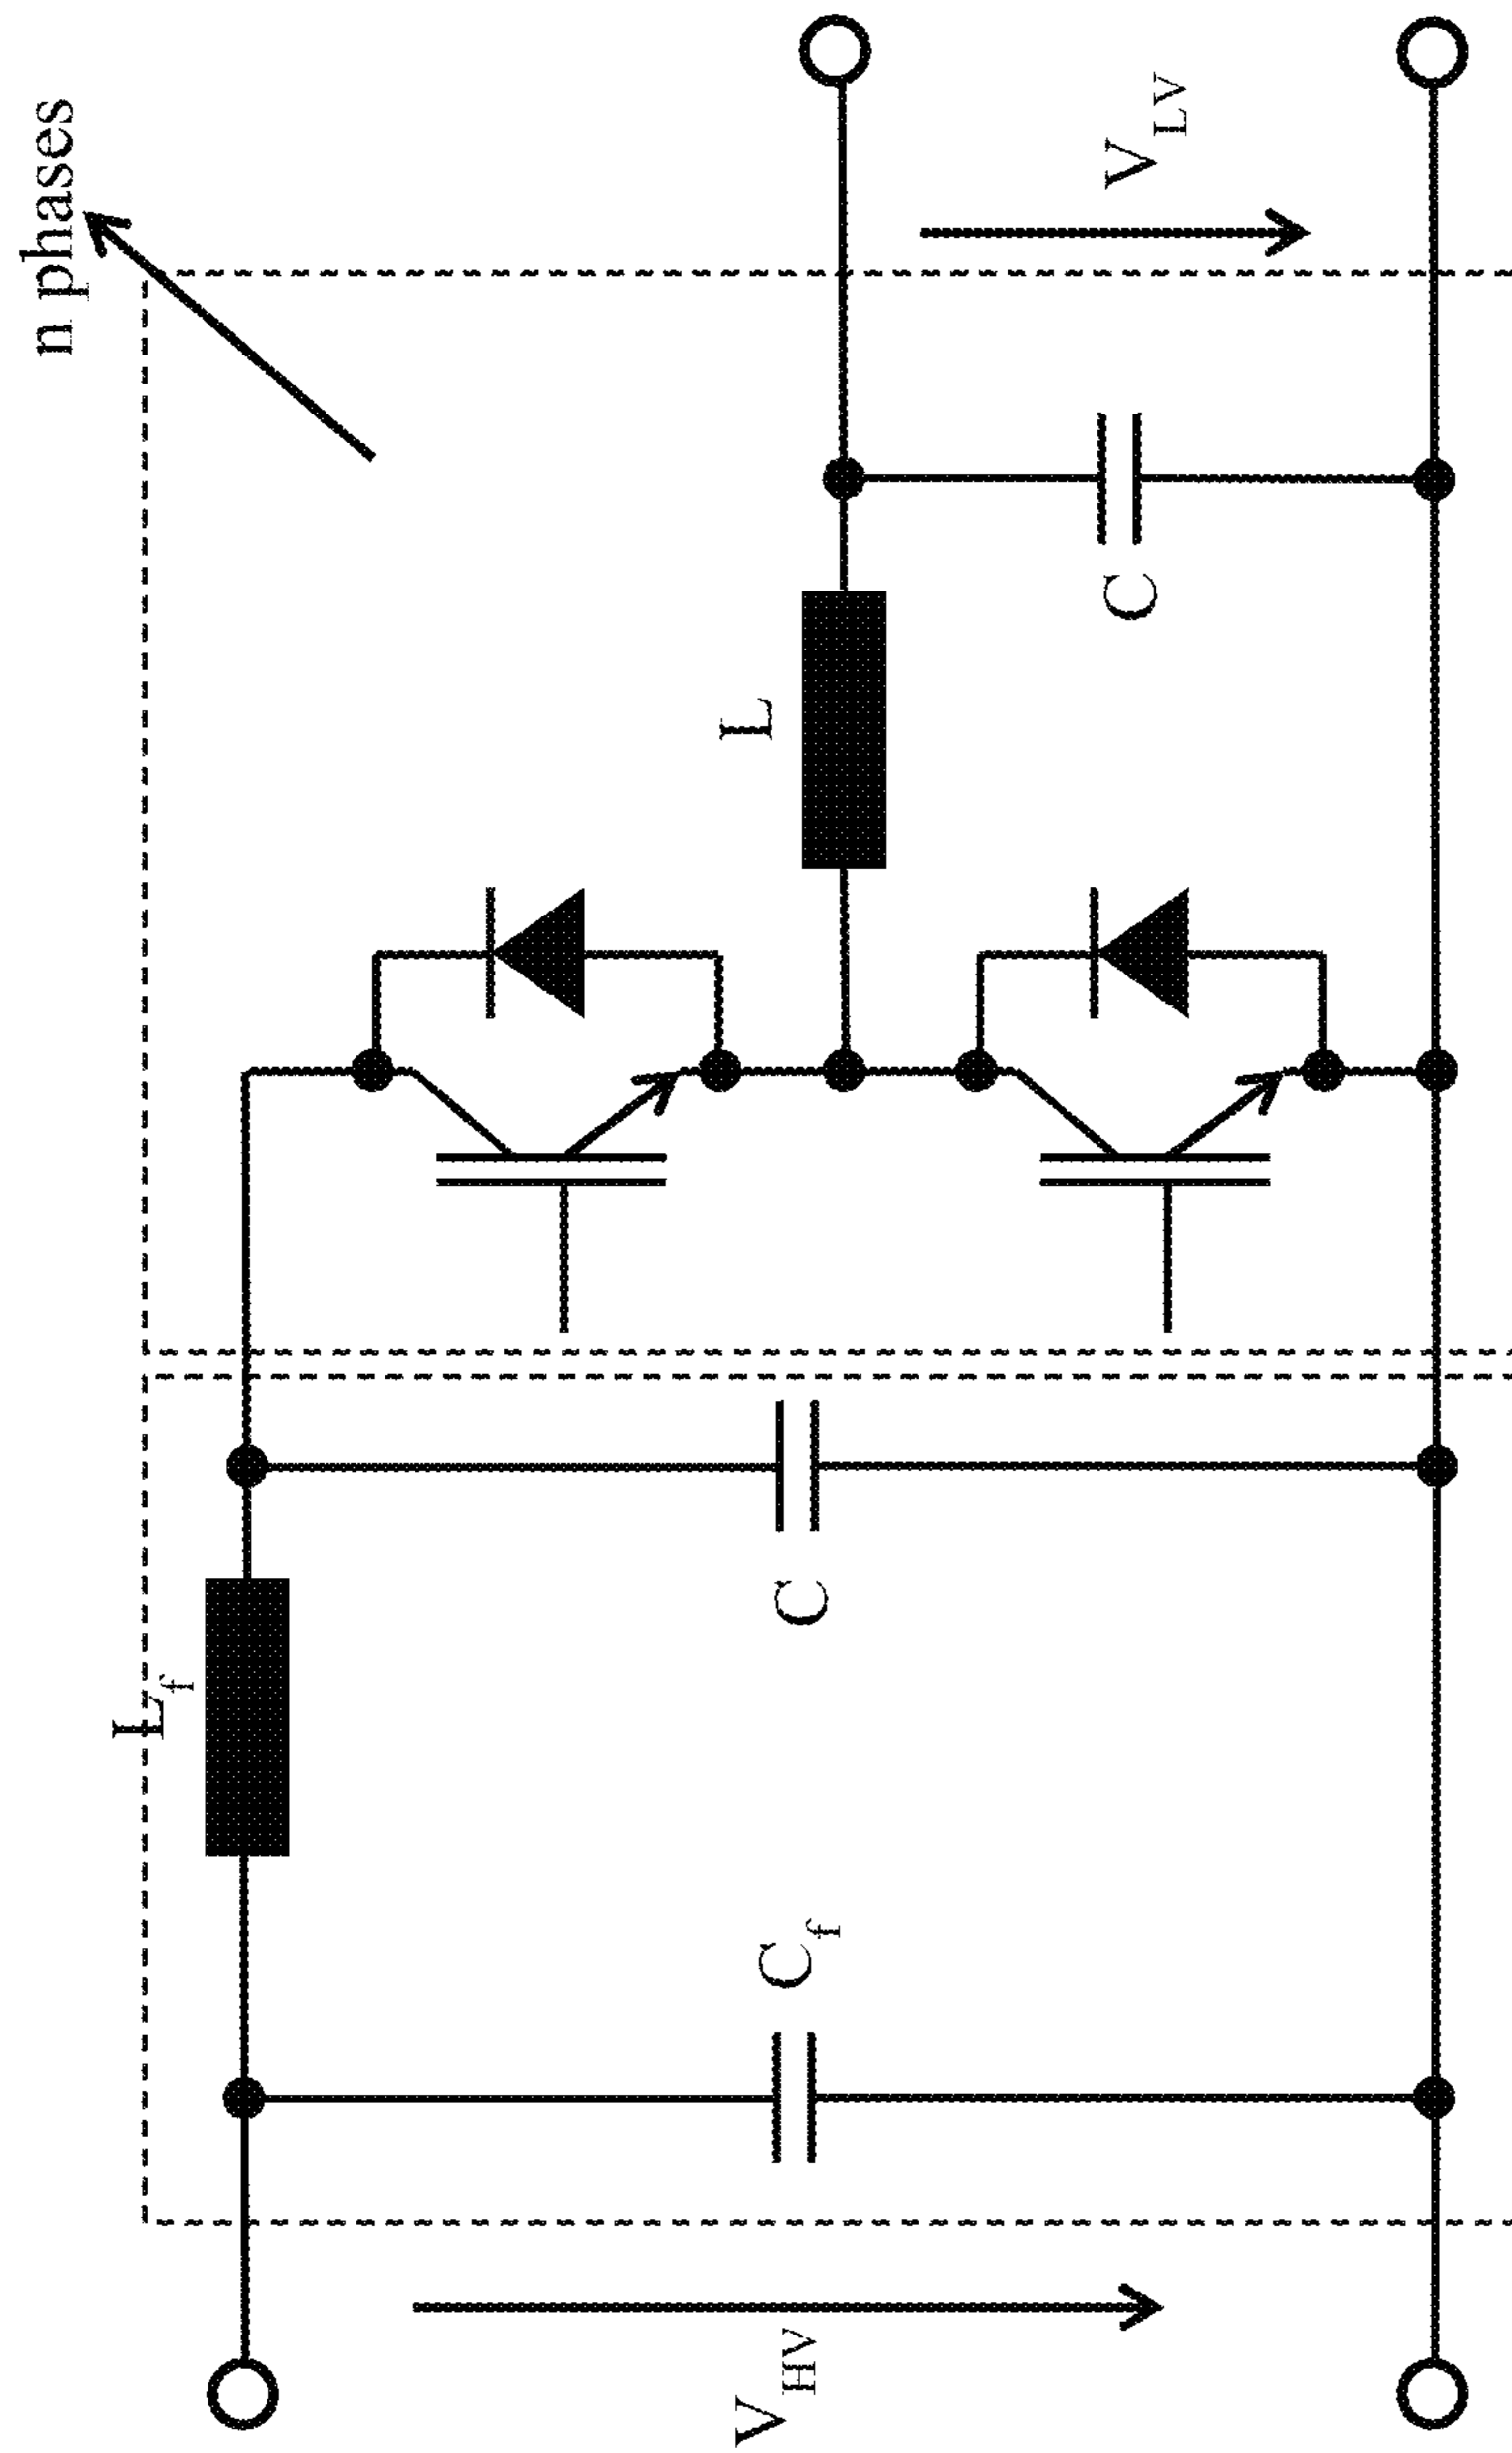 n phases
V_HV
C_f
L_f
C
L
C
V_LV